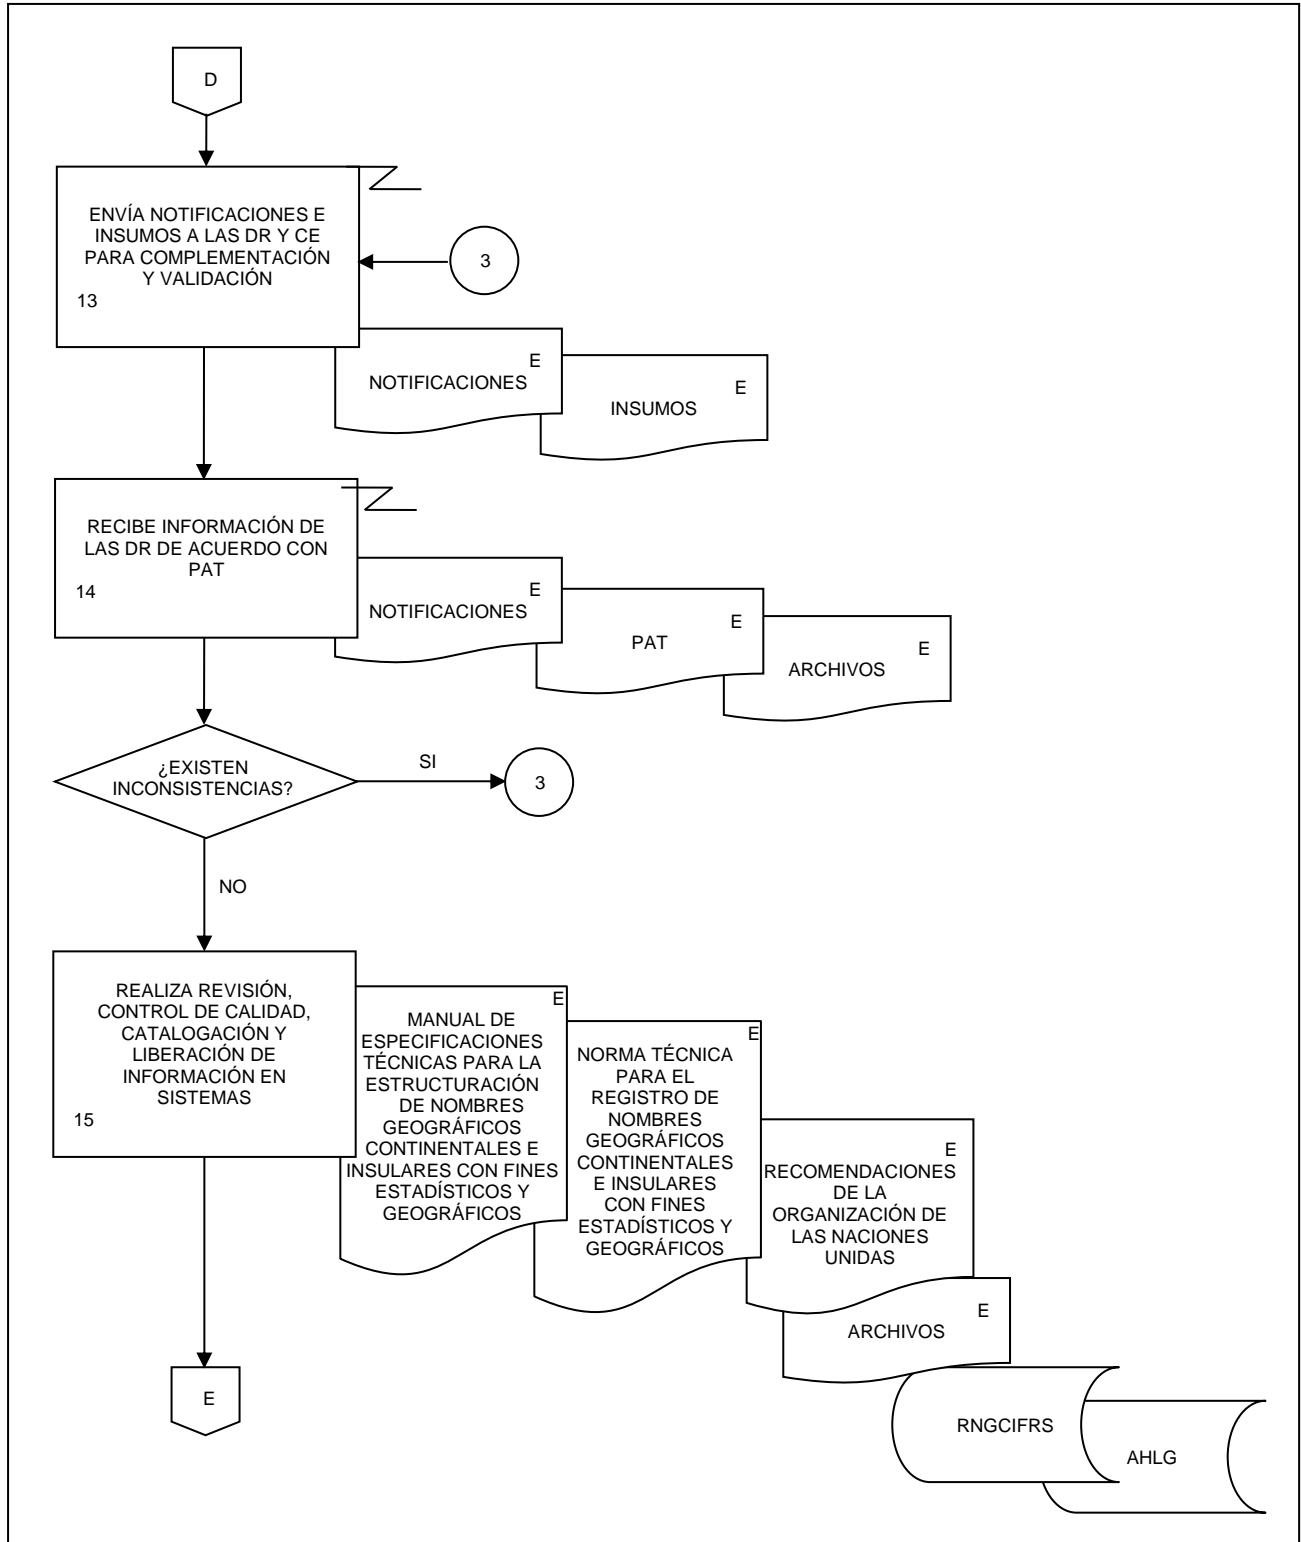 D
ENVÍA NOTIFICACIONES E
INSUMOS A LAS DR Y CE
PARA COMPLEMENTACIÓN
Y VALIDACIÓN
13
3
E
NOTIFICACIONES
E
INSUMOS
RECIBE INFORMACIÓN DE
LAS DR DE ACUERDO CON
PAT
14
E
NOTIFICACIONES
E
PAT
E
ARCHIVOS
¿EXISTEN
INCONSISTENCIAS?
SI
3
NO
REALIZA REVISIÓN,
CONTROL DE CALIDAD,
CATALOGACIÓN Y
LIBERACIÓN DE
INFORMACIÓN EN
SISTEMAS
15
E
MANUAL DE
ESPECIFICACIONES
TÉCNICAS PARA LA
ESTRUCTURACIÓN
DE NOMBRES
GEOGRÁFICOS
CONTINENTALES E
INSULARES CON FINES
ESTADÍSTICOS Y
GEOGRÁFICOS
E
NORMA TÉCNICA
PARA EL
REGISTRO DE
NOMBRES
GEOGRÁFICOS
CONTINENTALES
E INSULARES
CON FINES
ESTADÍSTICOS Y
GEOGRÁFICOS
E
RECOMENDACIONES
DE LA
ORGANIZACIÓN DE
LAS NACIONES
UNIDAS
E
ARCHIVOS
RNGCIFRS
AHLG
E